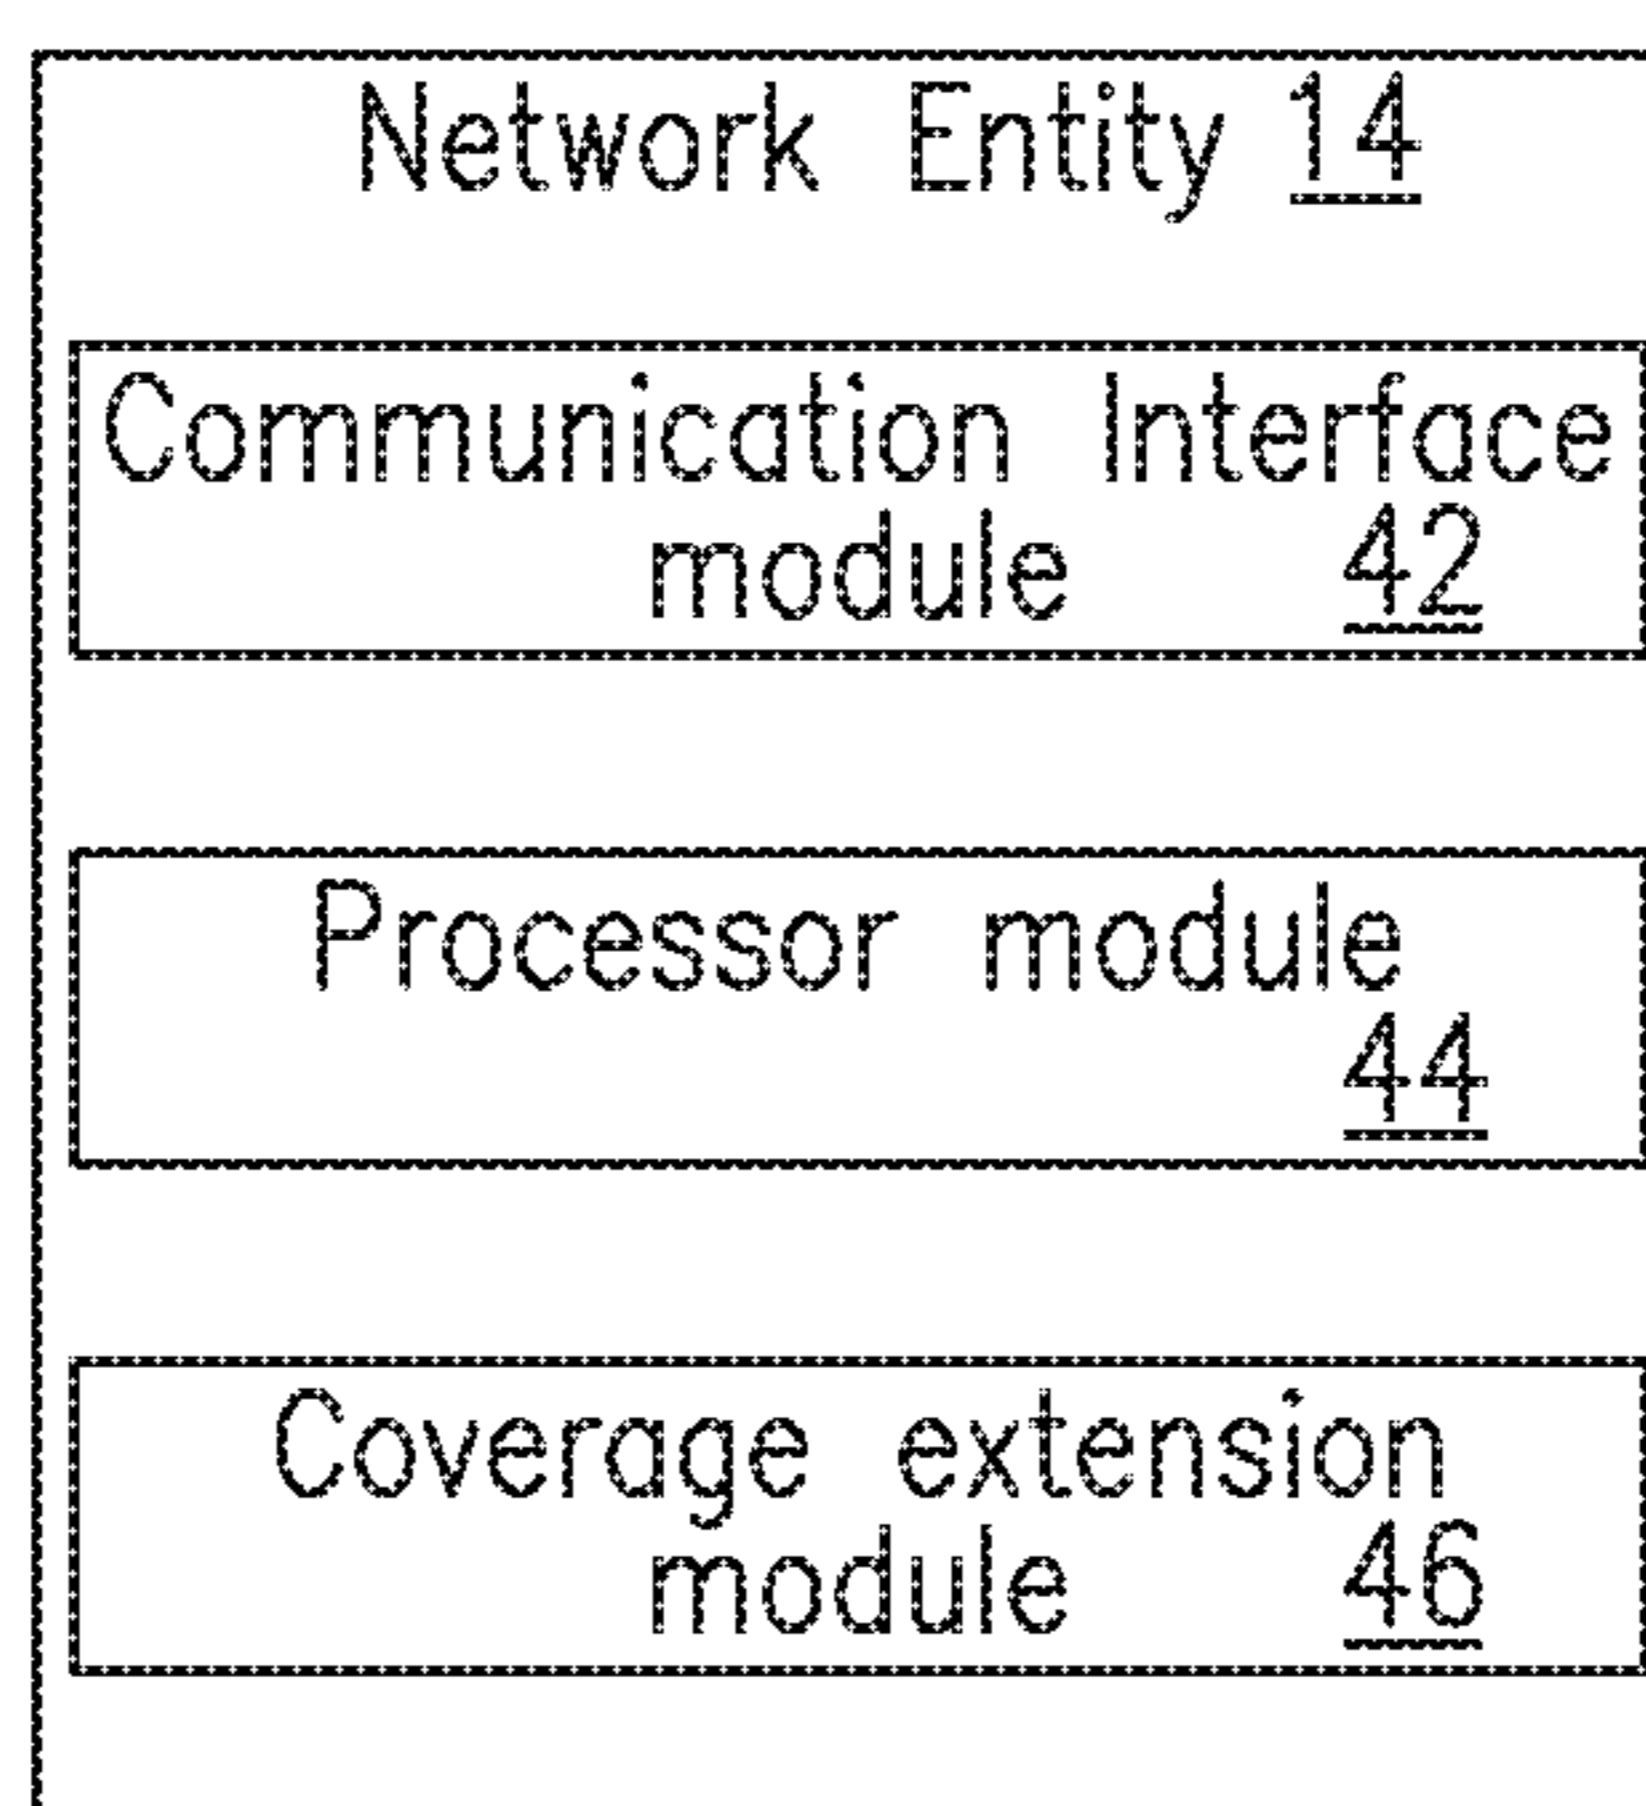 Network Entity 14
Communication Interface
module 42
Processor module
44
Coverage extension
module 46